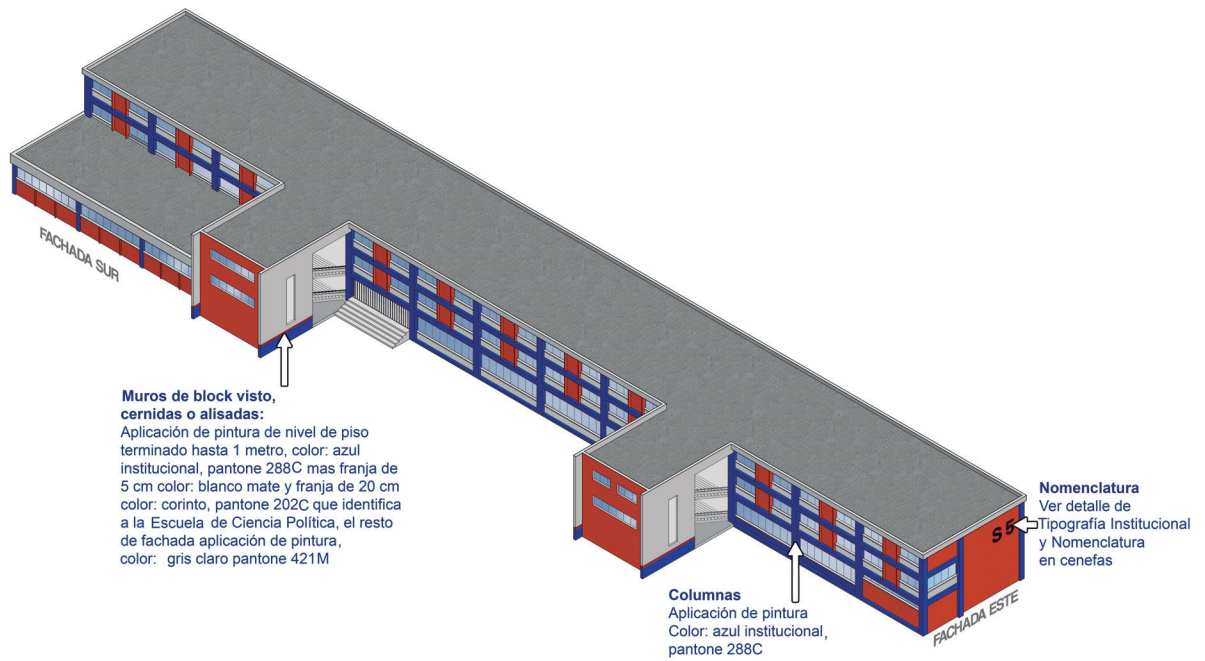 FACHADA SUR
Muros de block visto,
cernidas o alisadas:
Aplicación de pintura de nivel de piso
terminado hasta 1 metro, color: azul
institucional, pantone 288C mas franja de
5 cm color: blanco mate y franja de 20 cm
color: corinto, pantone 202C que identifica
a la Escuela de Ciencia Política, el resto
de fachada aplicación de pintura,
color: gris claro pantone 421M
Columnas
Aplicación de pintura
Color: azul institucional,
pantone 288C
S5
FACHADA ESTE
Nomenclatura
Ver detalle de
Tipografía Institucional
y Nomenclatura
en cenefas